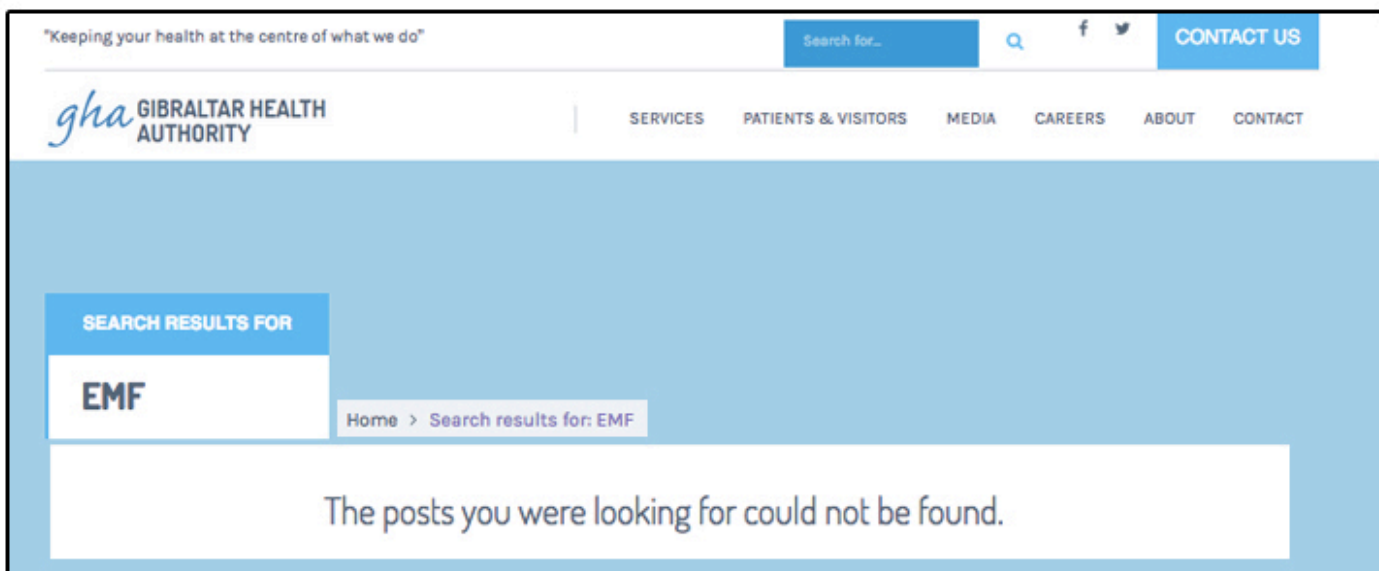 "Keeping your health at the centre of what we do"
Search for...
CONTACT US
gha GIBRALTAR HEALTH
AUTHORITY
SERVICES PATIENTS & VISITORS MEDIA CAREERS ABOUT CONTACT
SEARCH RESULTS FOR
EMF
Home > Search results for: EMF
The posts you were looking for could not be found.